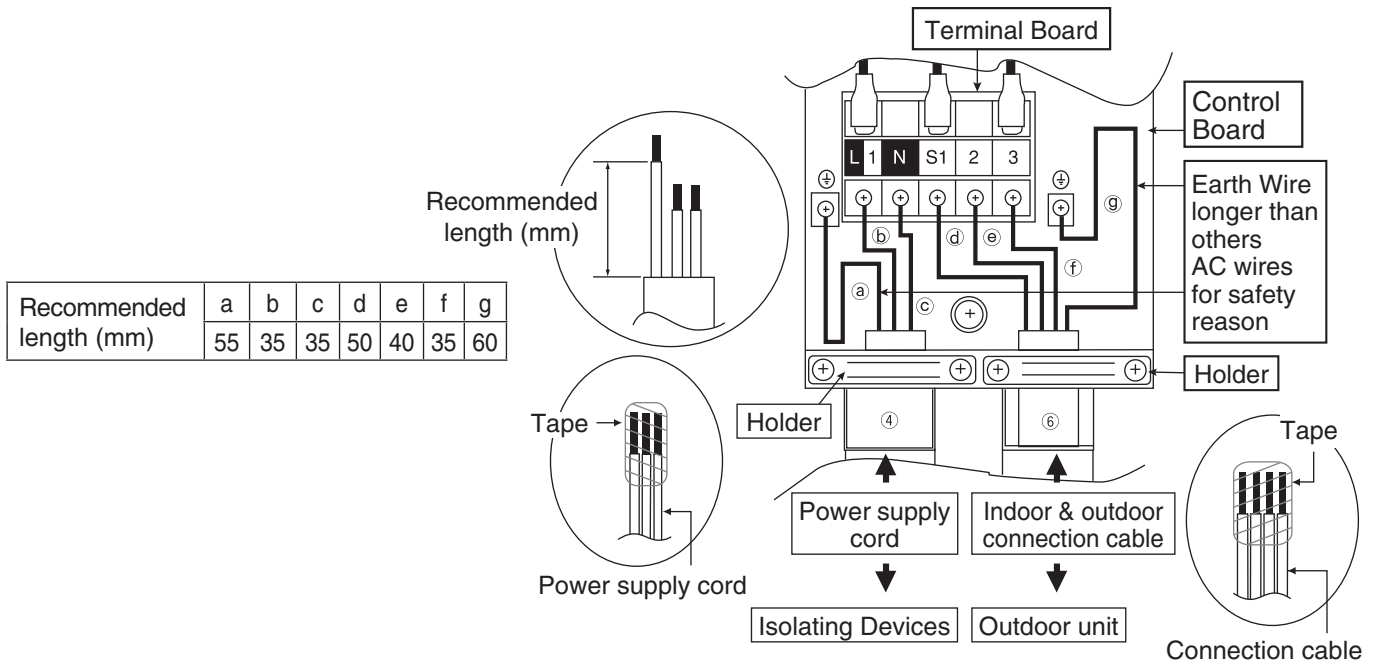 Terminal Board
Control
Board
L 1 N S1 2 3
Earth Wire
longer than
others
AC wires
for safety
reason
Recommended
length (mm)
Recommended
length (mm)
a b c d e f g
55 35 35 50 40 35 60
ⓑ ⓓ ⓔ ⓖ
ⓐ ⓒ ⓕ
Holder
Holder
④ ⑥
Tape
Power supply cord
Power supply
cord
Indoor & outdoor
connection cable
Isolating Devices
Outdoor unit
Tape
Connection cable